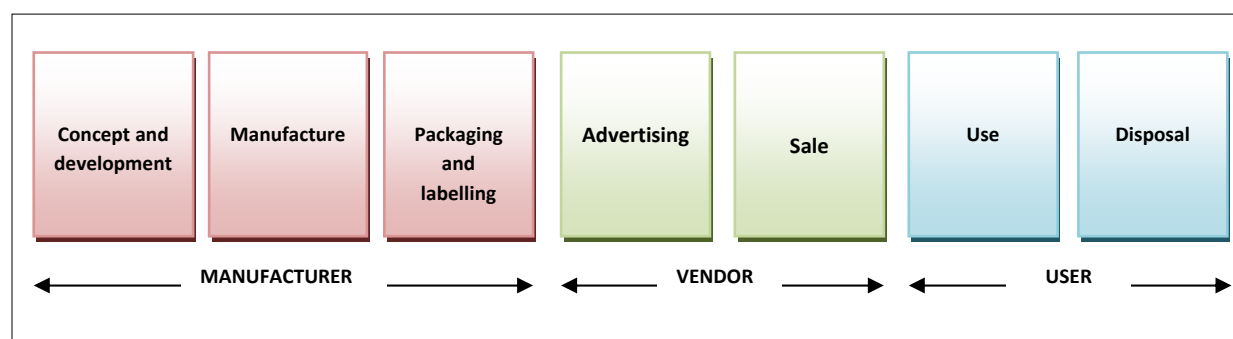 Concept and
development
Manufacture
Packaging
and
labelling
Advertising
Sale
Use
Disposal
MANUFACTURER
VENDOR
USER